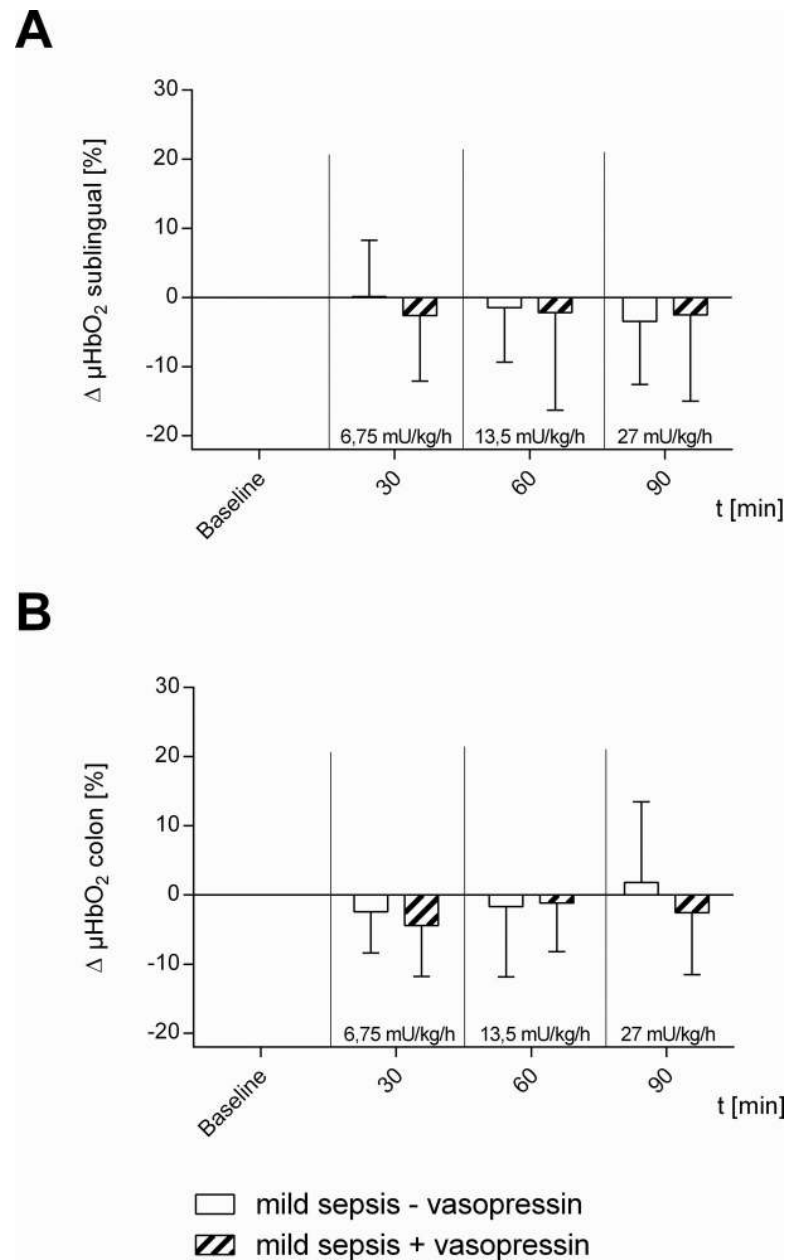 A
Δ µHbO₂ sublingual [%]
30
20
10
0
-10
-20
6,75 mU/kg/h 13,5 mU/kg/h 27 mU/kg/h
Baseline 30 60 90
t [min]
B
Δ µHbO₂ colon [%]
30
20
10
0
-10
-20
6,75 mU/kg/h 13,5 mU/kg/h 27 mU/kg/h
Baseline 30 60 90
t [min]
mild sepsis - vasopressin
mild sepsis + vasopressin